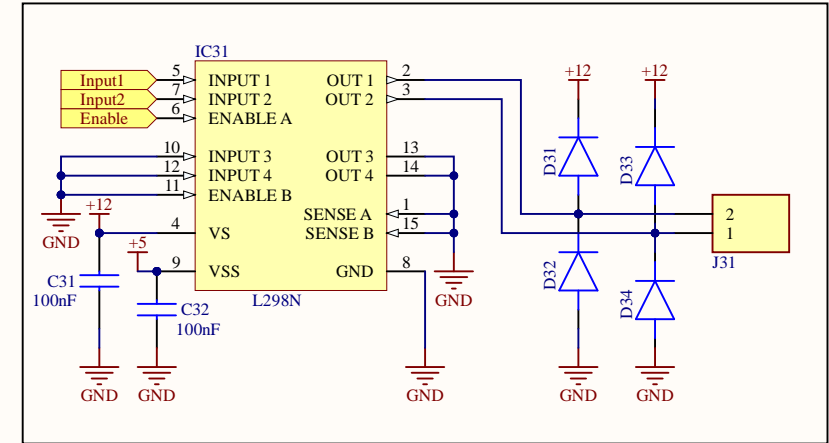 IC31
Input1
Input2
Enable
5
7
6
INPUT 1
INPUT 2
ENABLE A
OUT 1
OUT 2
2
3
10
12
11
INPUT 3
INPUT 4
ENABLE B
OUT 3
OUT 4
13
14
SENSE A
SENSE B
1
15
GND
+12
4
VS
+5
9
VSS
GND
8
C31
100nF
C32
100nF
L298N
GND
GND
GND
GND
+12
+12
D31
D33
D32
D34
2
1
J31
GND
GND